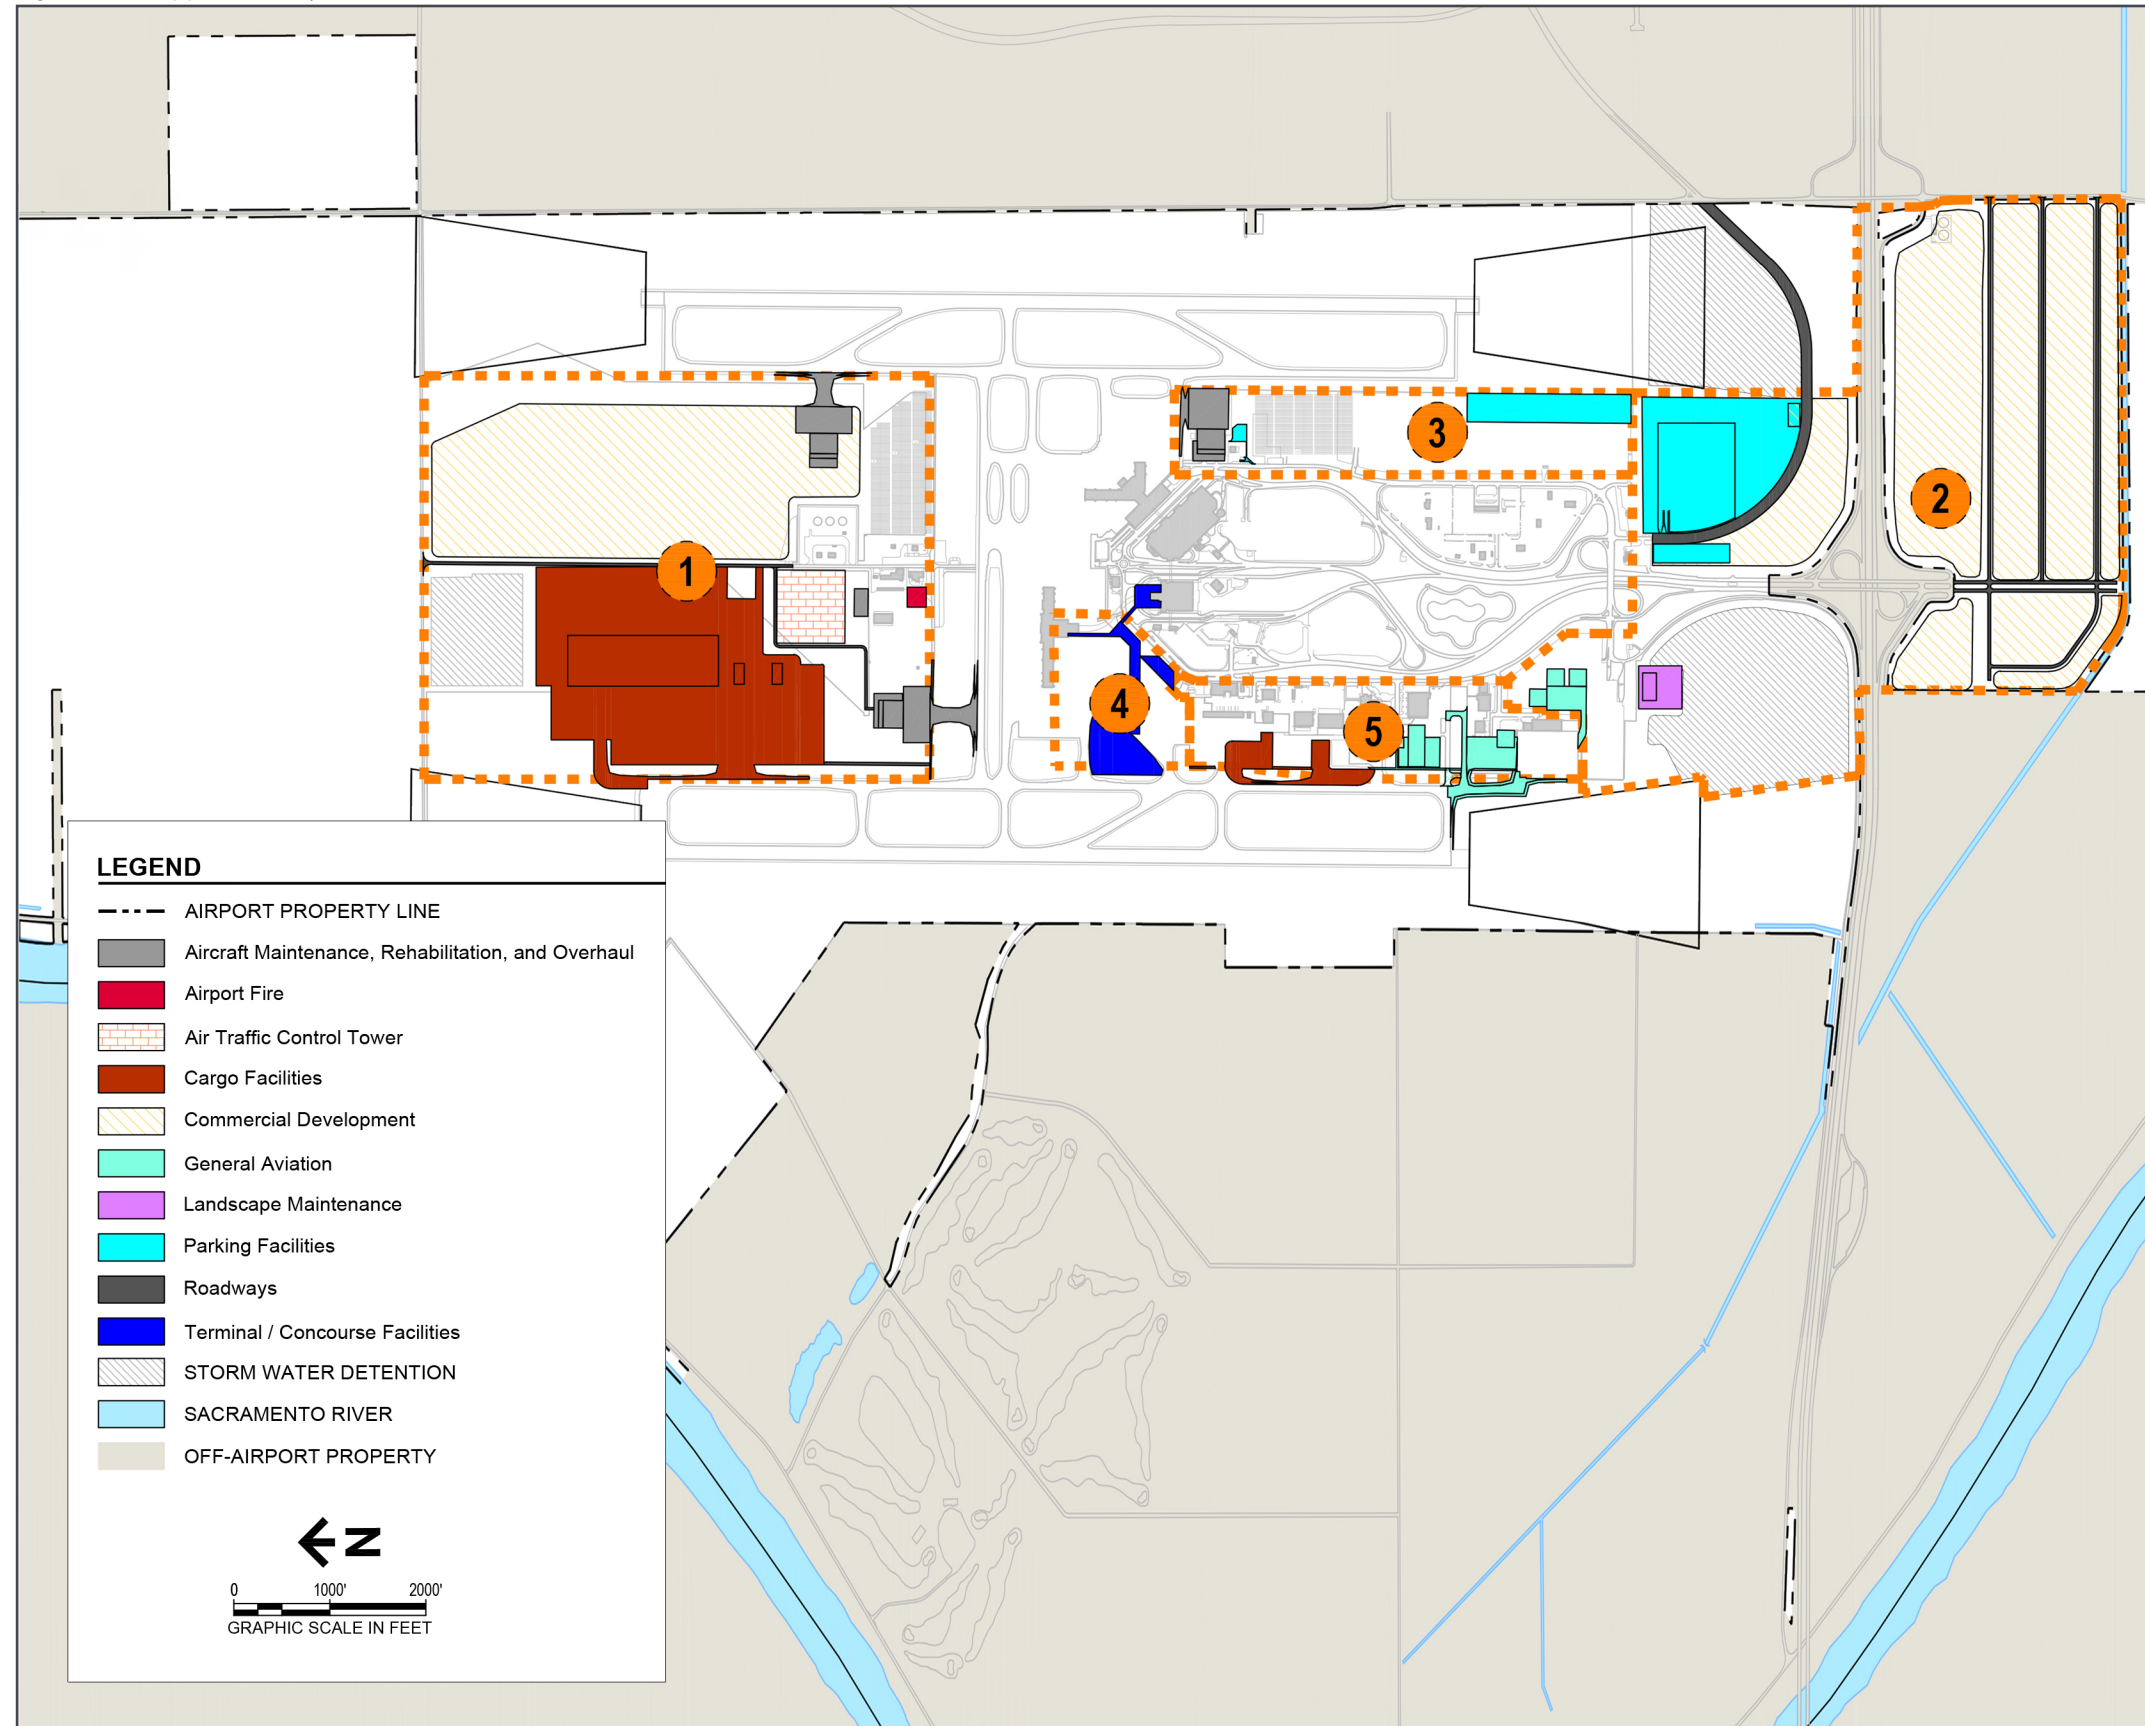 3
2
1
4
5
LEGEND
AIRPORT PROPERTY LINE
Aircraft Maintenance, Rehabilitation, and Overhaul
Airport Fire
Air Traffic Control Tower
Cargo Facilities
Commercial Development
General Aviation
Landscape Maintenance
Parking Facilities
Roadways
Terminal / Concourse Facilities
STORM WATER DETENTION
SACRAMENTO RIVER
OFF-AIRPORT PROPERTY
N
0 1000' 2000'
GRAPHIC SCALE IN FEET